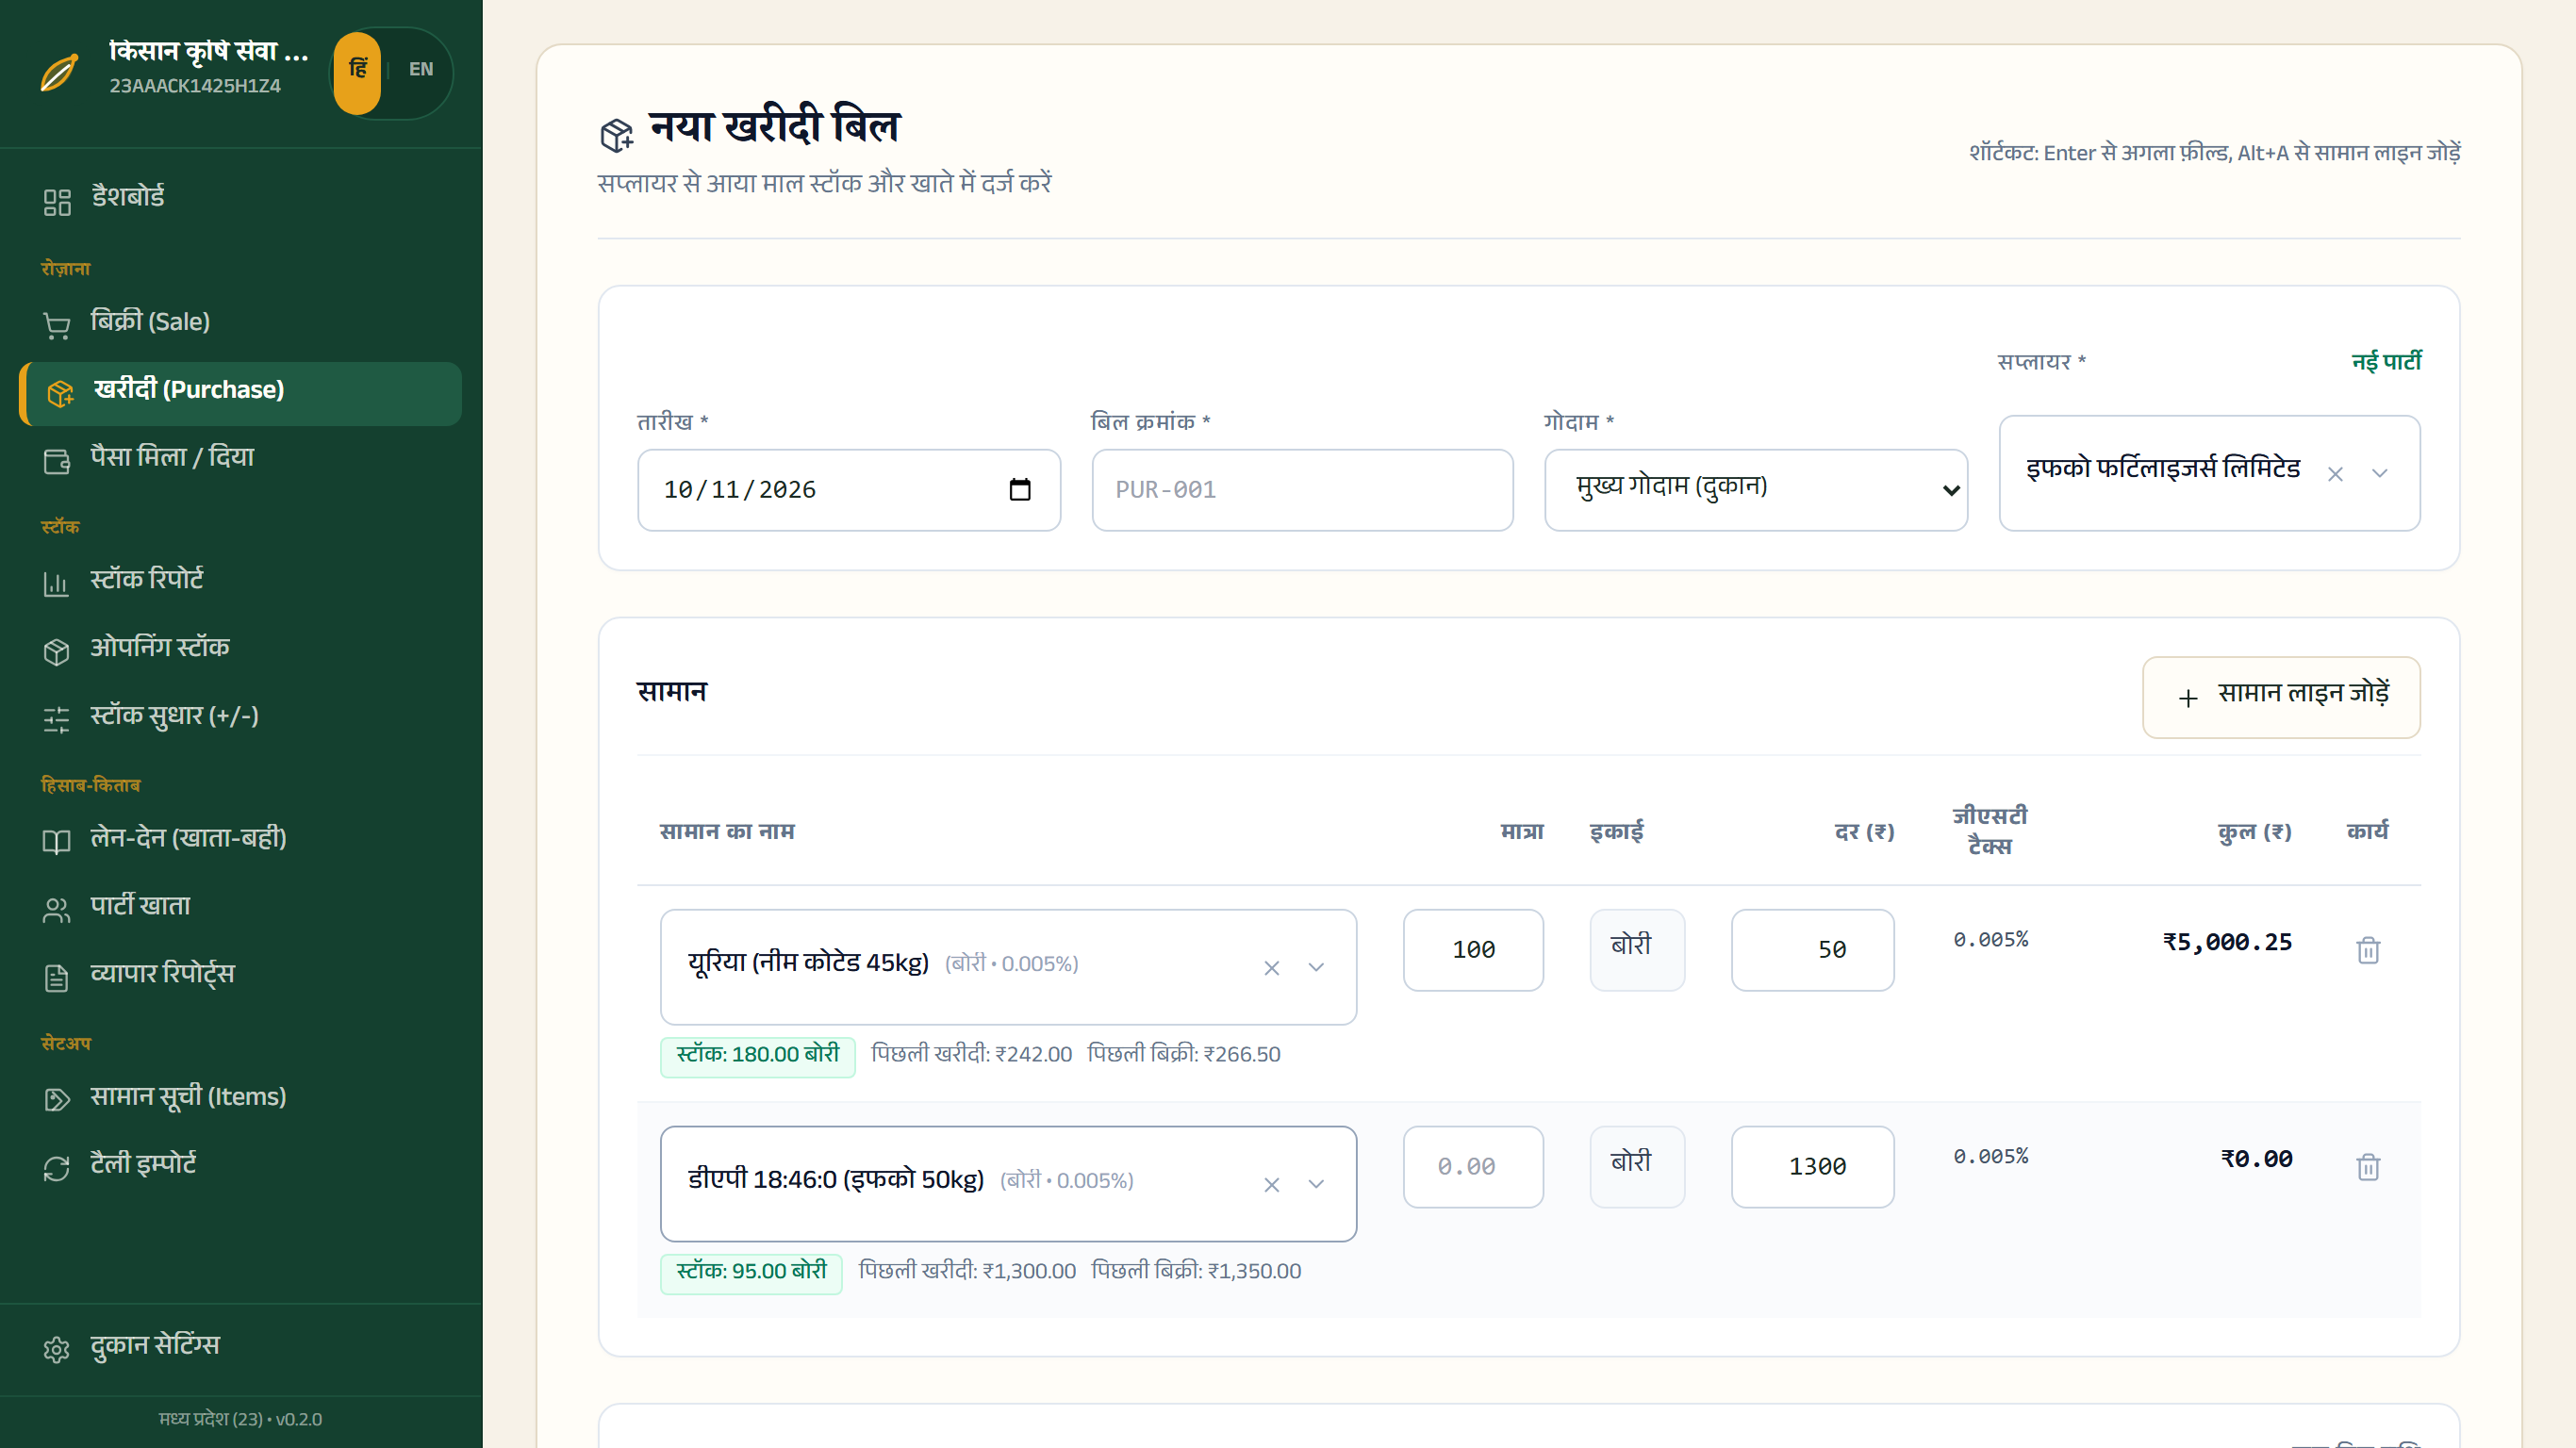 किसान कृषि सेवा ...
23AAACK1425H1Z4
हिं
EN
डैशबोर्ड
रोज़ाना
बिक्री (Sale)
खरीदी (Purchase)
पैसा मिला / दिया
स्टॉक
स्टॉक रिपोर्ट
ओपनिंग स्टॉक
स्टॉक सुधार (+/-)
हिसाब-किताब
लेन-देन (खाता-बही)
पार्टी खाता
व्यापार रिपोर्ट्स
सेटअप
सामान सूची (Items)
टैली इम्पोर्ट
दुकान सेटिंग्स
मध्य प्रदेश (23) • v0.2.0
नया खरीदी बिल
सप्लायर से आया माल स्टॉक और खाते में दर्ज करें
शॉर्टकट: Enter से अगला फ़ील्ड, Alt+A से सामान लाइन जोड़ें
तारीख *
10/11/2026
बिल क्रमांक *
PUR-001
गोदाम *
मुख्य गोदाम (दुकान)
सप्लायर *
नई पार्टी
इफको फर्टिलाइजर्स लिमिटेड
सामान
सामान लाइन जोड़ें
सामान का नाम मात्रा इकाई दर (₹) जीएसटी टैक्स कुल (₹) कार्य
यूरिया (नीम कोटेड 45kg) (बोरी • 0.005%) 100 बोरी 50 0.005% ₹5,000.25
स्टॉक: 180.00 बोरी पिछली खरीदी: ₹242.00 पिछली बिक्री: ₹266.50
डीएपी 18:46:0 (इफको 50kg) (बोरी • 0.005%) 0.00 बोरी 1300 0.005% ₹0.00
स्टॉक: 95.00 बोरी पिछली खरीदी: ₹1,300.00 पिछली बिक्री: ₹1,350.00